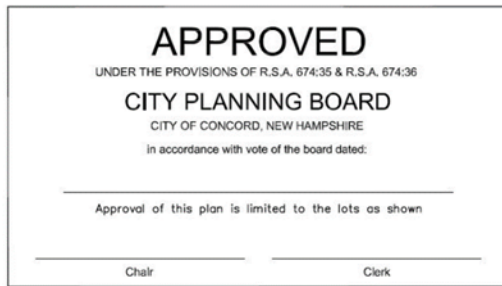 APPROVED
UNDER THE PROVISIONS OF R.S.A. 674:35 & R.S.A. 674:36
CITY PLANNING BOARD
CITY OF CONCORD, NEW HAMPSHIRE
in accordance with vote of the board dated:
Approval of this plan is limited to the lots as shown
Chair Clerk